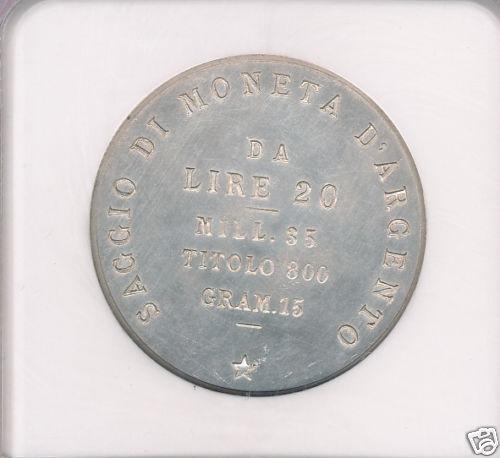 SAGGIO DI MONETA D'ARGENTO
DA
LIRE 20
MILL. 35
TITOLO 800
GRAM. 15